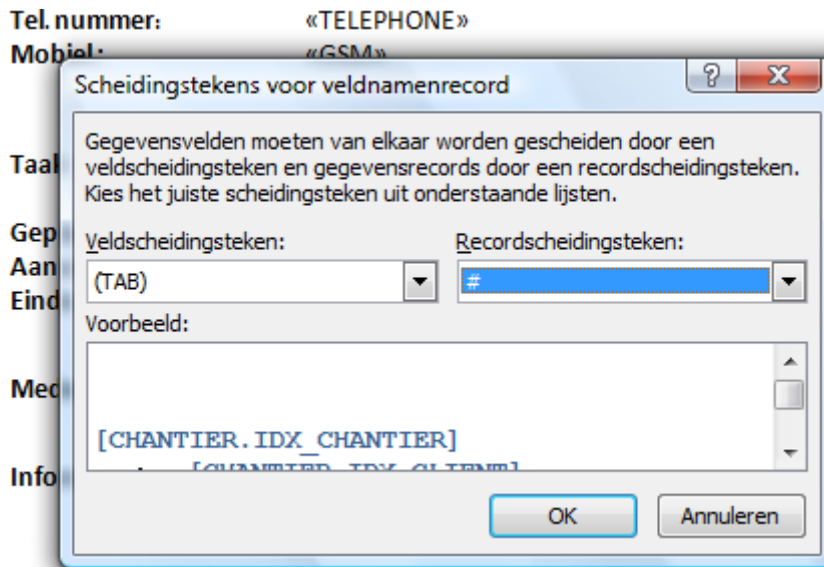 Tel. nummer: «TELEPHONE»
Mobiel: «GSM»
Scheidingstekens voor veldnamenrecord
Gegevensvelden moeten van elkaar worden gescheiden door een
veldscheidingsteken en gegevensrecords door een recordscheidingsteken.
Kies het juiste scheidingsteken uit onderstaande lijsten.
Taal
Gep
Veldscheidingsteken: Recordscheidingsteken:
Aan
(TAB) #
Eind
Voorbeeld:
Med
[CHANTIER.IDX_CHANTIER]
[CHANTIER.IDX_CLIENT]
Info
OK Annuleren